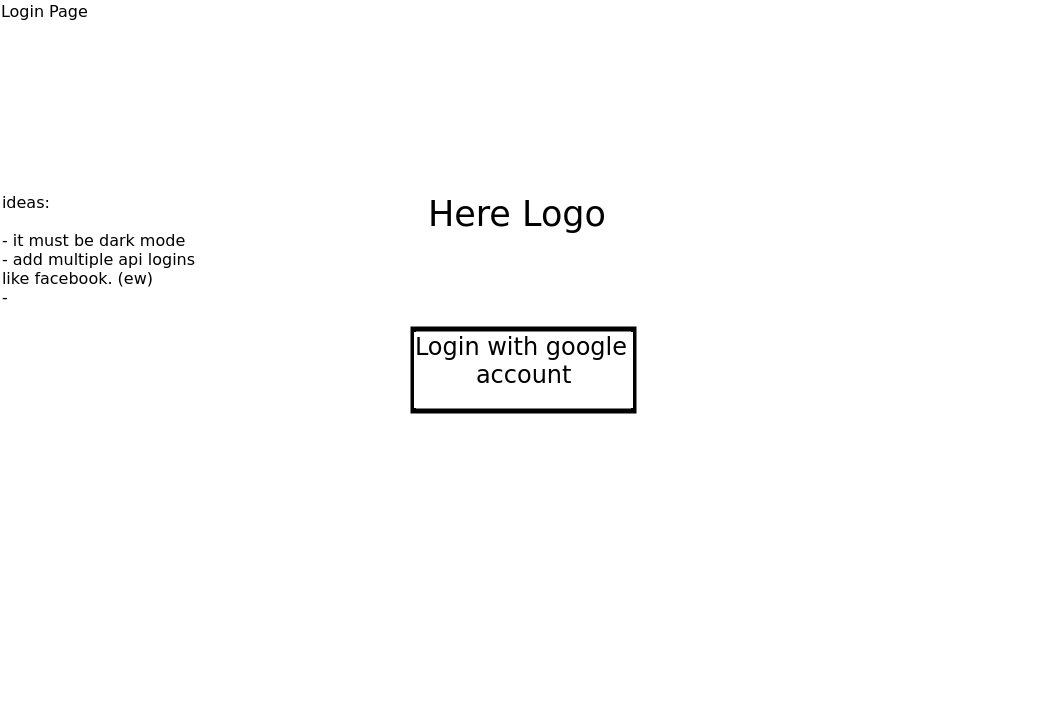 Login Page
ideas:
- it must be dark mode
- add multiple api logins
like facebook. (ew)
-
Here Logo
Login with google
account